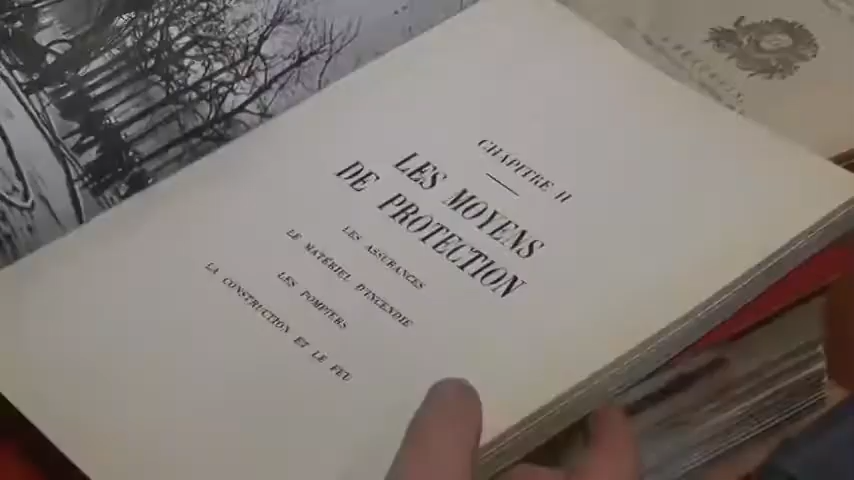 CHAPITRE II
LES MOYENS
DE PROTECTION
LES ASSURANCES
LE MATÉRIEL D'INCENDIE
LES POMPIERS
LA CONSTRUCTION ET LE FEU